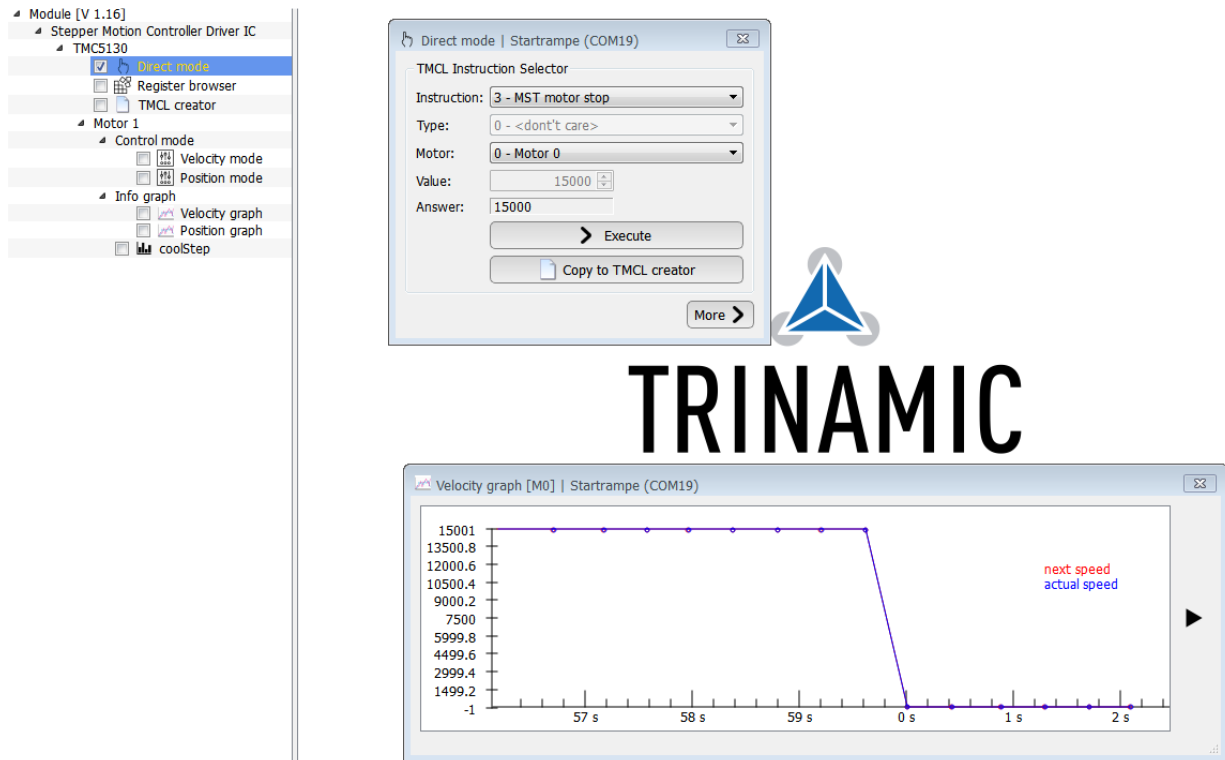 Module [V 1.16]
Stepper Motion Controller Driver IC
TMC5130
Direct mode
Register browser
TMCL creator
Motor 1
Control mode
Velocity mode
Position mode
Info graph
Velocity graph
Position graph
coolStep
Direct mode | Startrampe (COM19)
TMCL Instruction Selector
Instruction: 3 - MST motor stop
Type: 0 - <don't care>
Motor: 0 - Motor 0
Value: 15000
Answer: 15000
Execute
Copy to TMCL creator
More
TRINAMIC
Velocity graph [M0] | Startrampe (COM19)
15001
13500.8
12000.6
10500.4
9000.2
7500
5999.8
4499.6
2999.4
1499.2
-1
next speed
actual speed
57 s 58 s 59 s 0 s 1 s 2 s